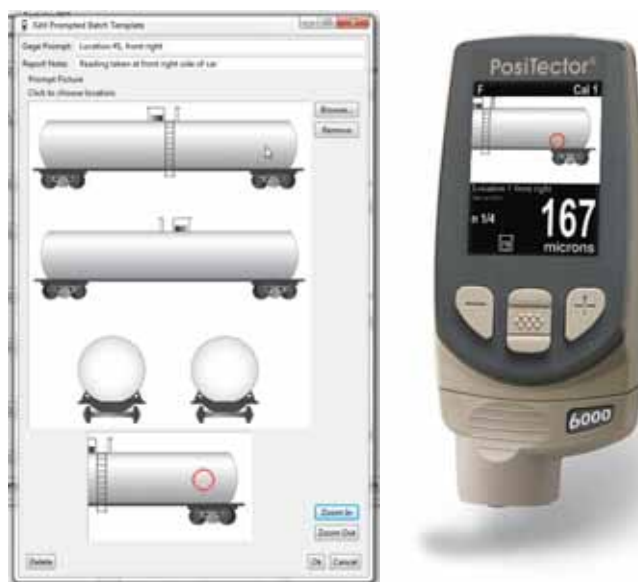 Edit Prompted Batch Template
Gage Prompt: Location #2, front right
Report Note: Reading taken at front right side of car
Prompt Picture
Click to choose location:
Browse...
Remove
Zoom In
Zoom Out
Delete
Ok
Cancel
PosiTector®
F Cal 1
Location 1 front right
n 1/4
167
microns
6000